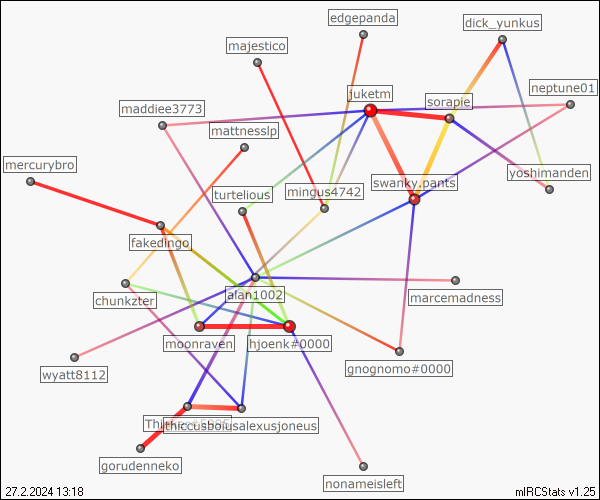 edgepanda
dick_yunkus
majestico
juketm
neptune01
sorapie
maddiee3773
mattnesslp
mercurybro
yoshimanden
swanky.pants
mingus4742
turtelious
fakedingo
alan1002
marcemadness
chunkzter
moonraven
hjoenk#0000
gnognomo#0000
wyatt8112
thiccusbolusalexusjoneus
gorudenneko
nonameisleft
27.2.2024 13:18
mIRCStats v1.25